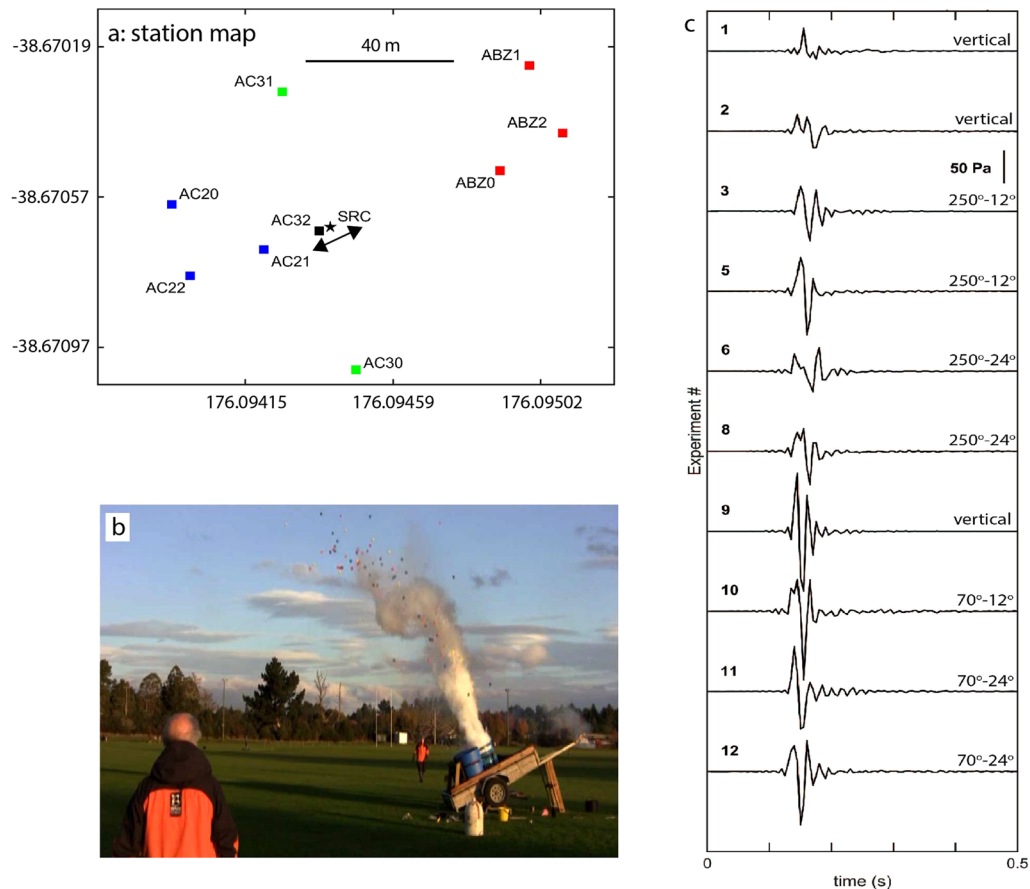 a: station map
40 m
-38.67019
-38.67057
-38.67097
176.09415
176.09459
176.09502
ABZ1
AC31
ABZ2
ABZ0
AC20
AC32
SRC
AC21
AC22
AC30
b
c
1 vertical
2 vertical
50 Pa
3 250°-12°
5 250°-12°
6 250°-24°
8 250°-24°
9 vertical
10 70°-12°
11 70°-24°
12 70°-24°
Experiment #
0 0.5
time (s)